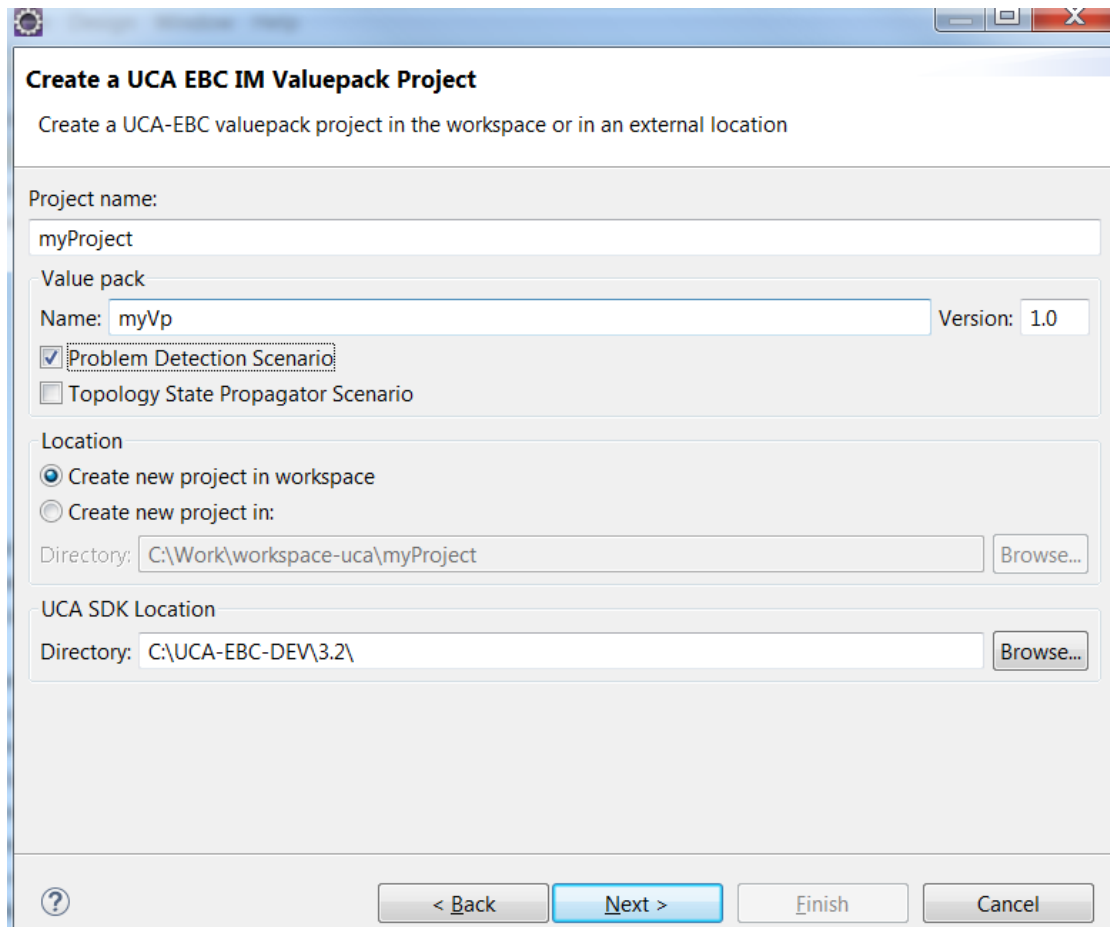 Design Window Help
Create a UCA EBC IM Valuepack Project
Create a UCA-EBC valuepack project in the workspace or in an external location
Project name:
myProject
Value pack
Name: myVp Version: 1.0
Problem Detection Scenario
Topology State Propagator Scenario
Location
Create new project in workspace
Create new project in:
Directory: C:\Work\workspace-uca\myProject Browse...
UCA SDK Location
Directory: C:\UCA-EBC-DEV\3.2\ Browse...
< Back Next > Finish Cancel